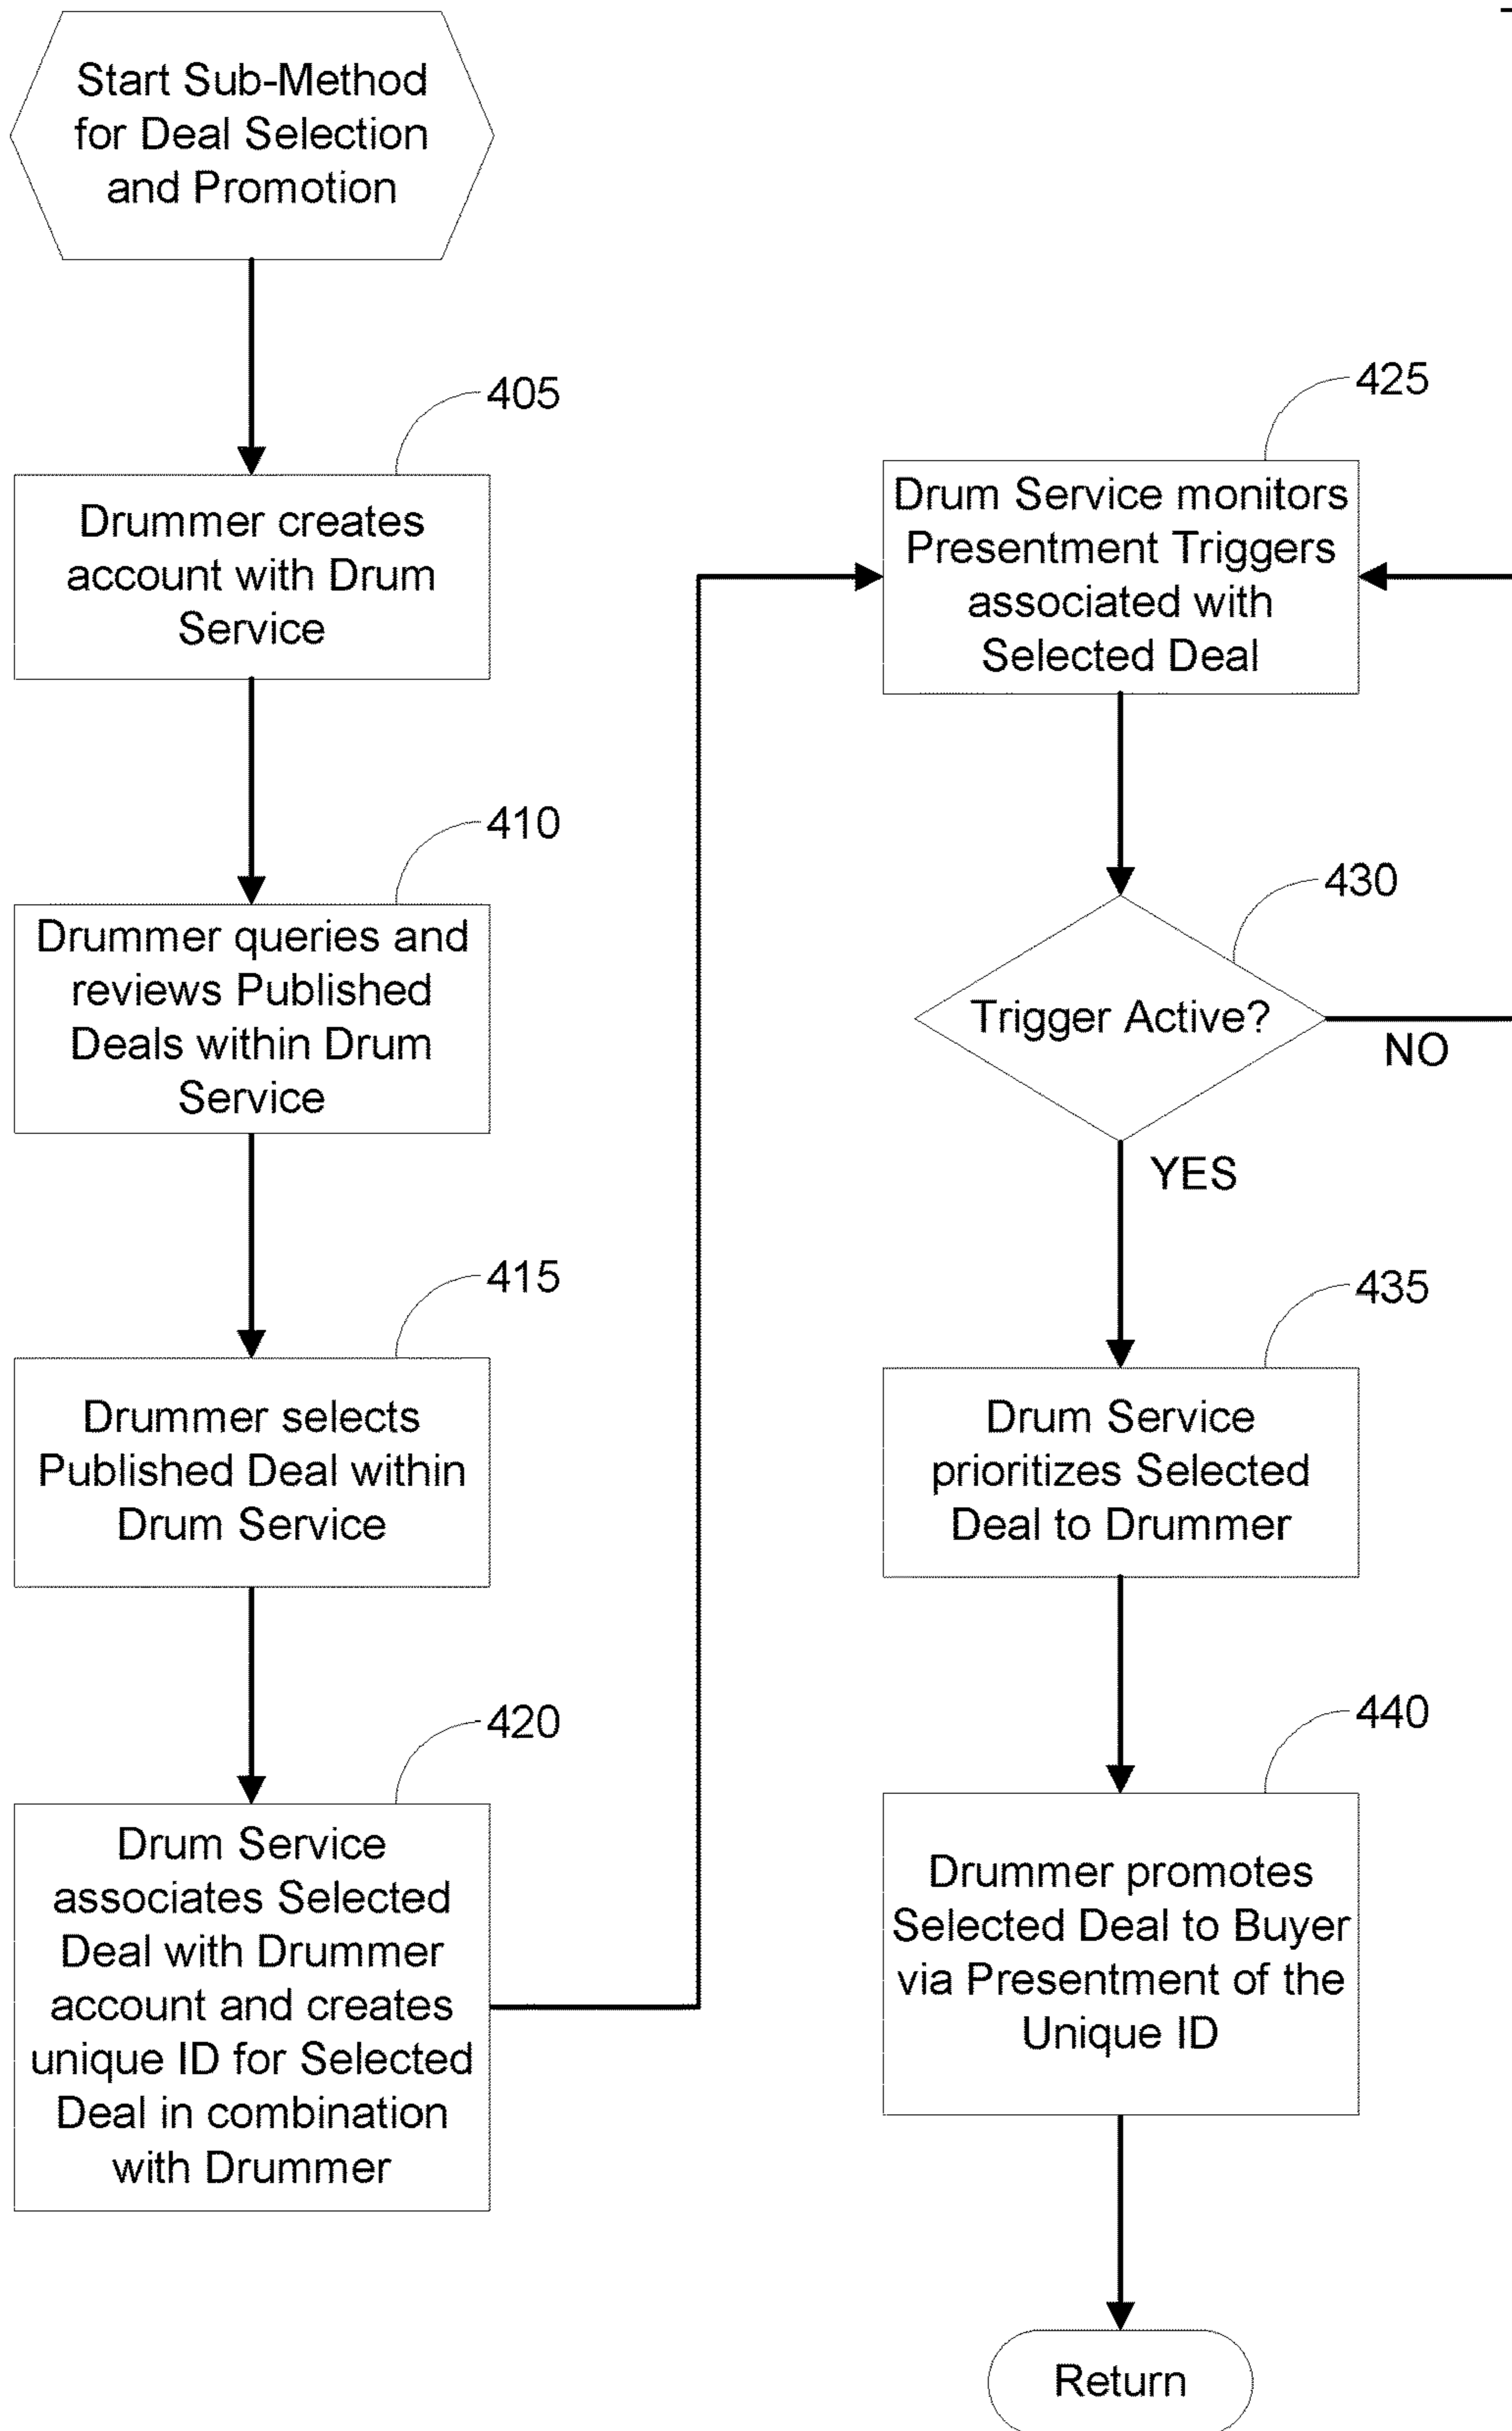 Start Sub-Method
for Deal Selection
and Promotion
405
Drummer creates
account with Drum
Service
410
Drummer queries and
reviews Published
Deals within Drum
Service
415
Drummer selects
Published Deal within
Drum Service
420
Drum Service
associates Selected
Deal with Drummer
account and creates
unique ID for Selected
Deal in combination
with Drummer
425
Drum Service monitors
Presentment Triggers
associated with
Selected Deal
430
Trigger Active?
NO
YES
435
Drum Service
prioritizes Selected
Deal to Drummer
440
Drummer promotes
Selected Deal to Buyer
via Presentment of the
Unique ID
Return